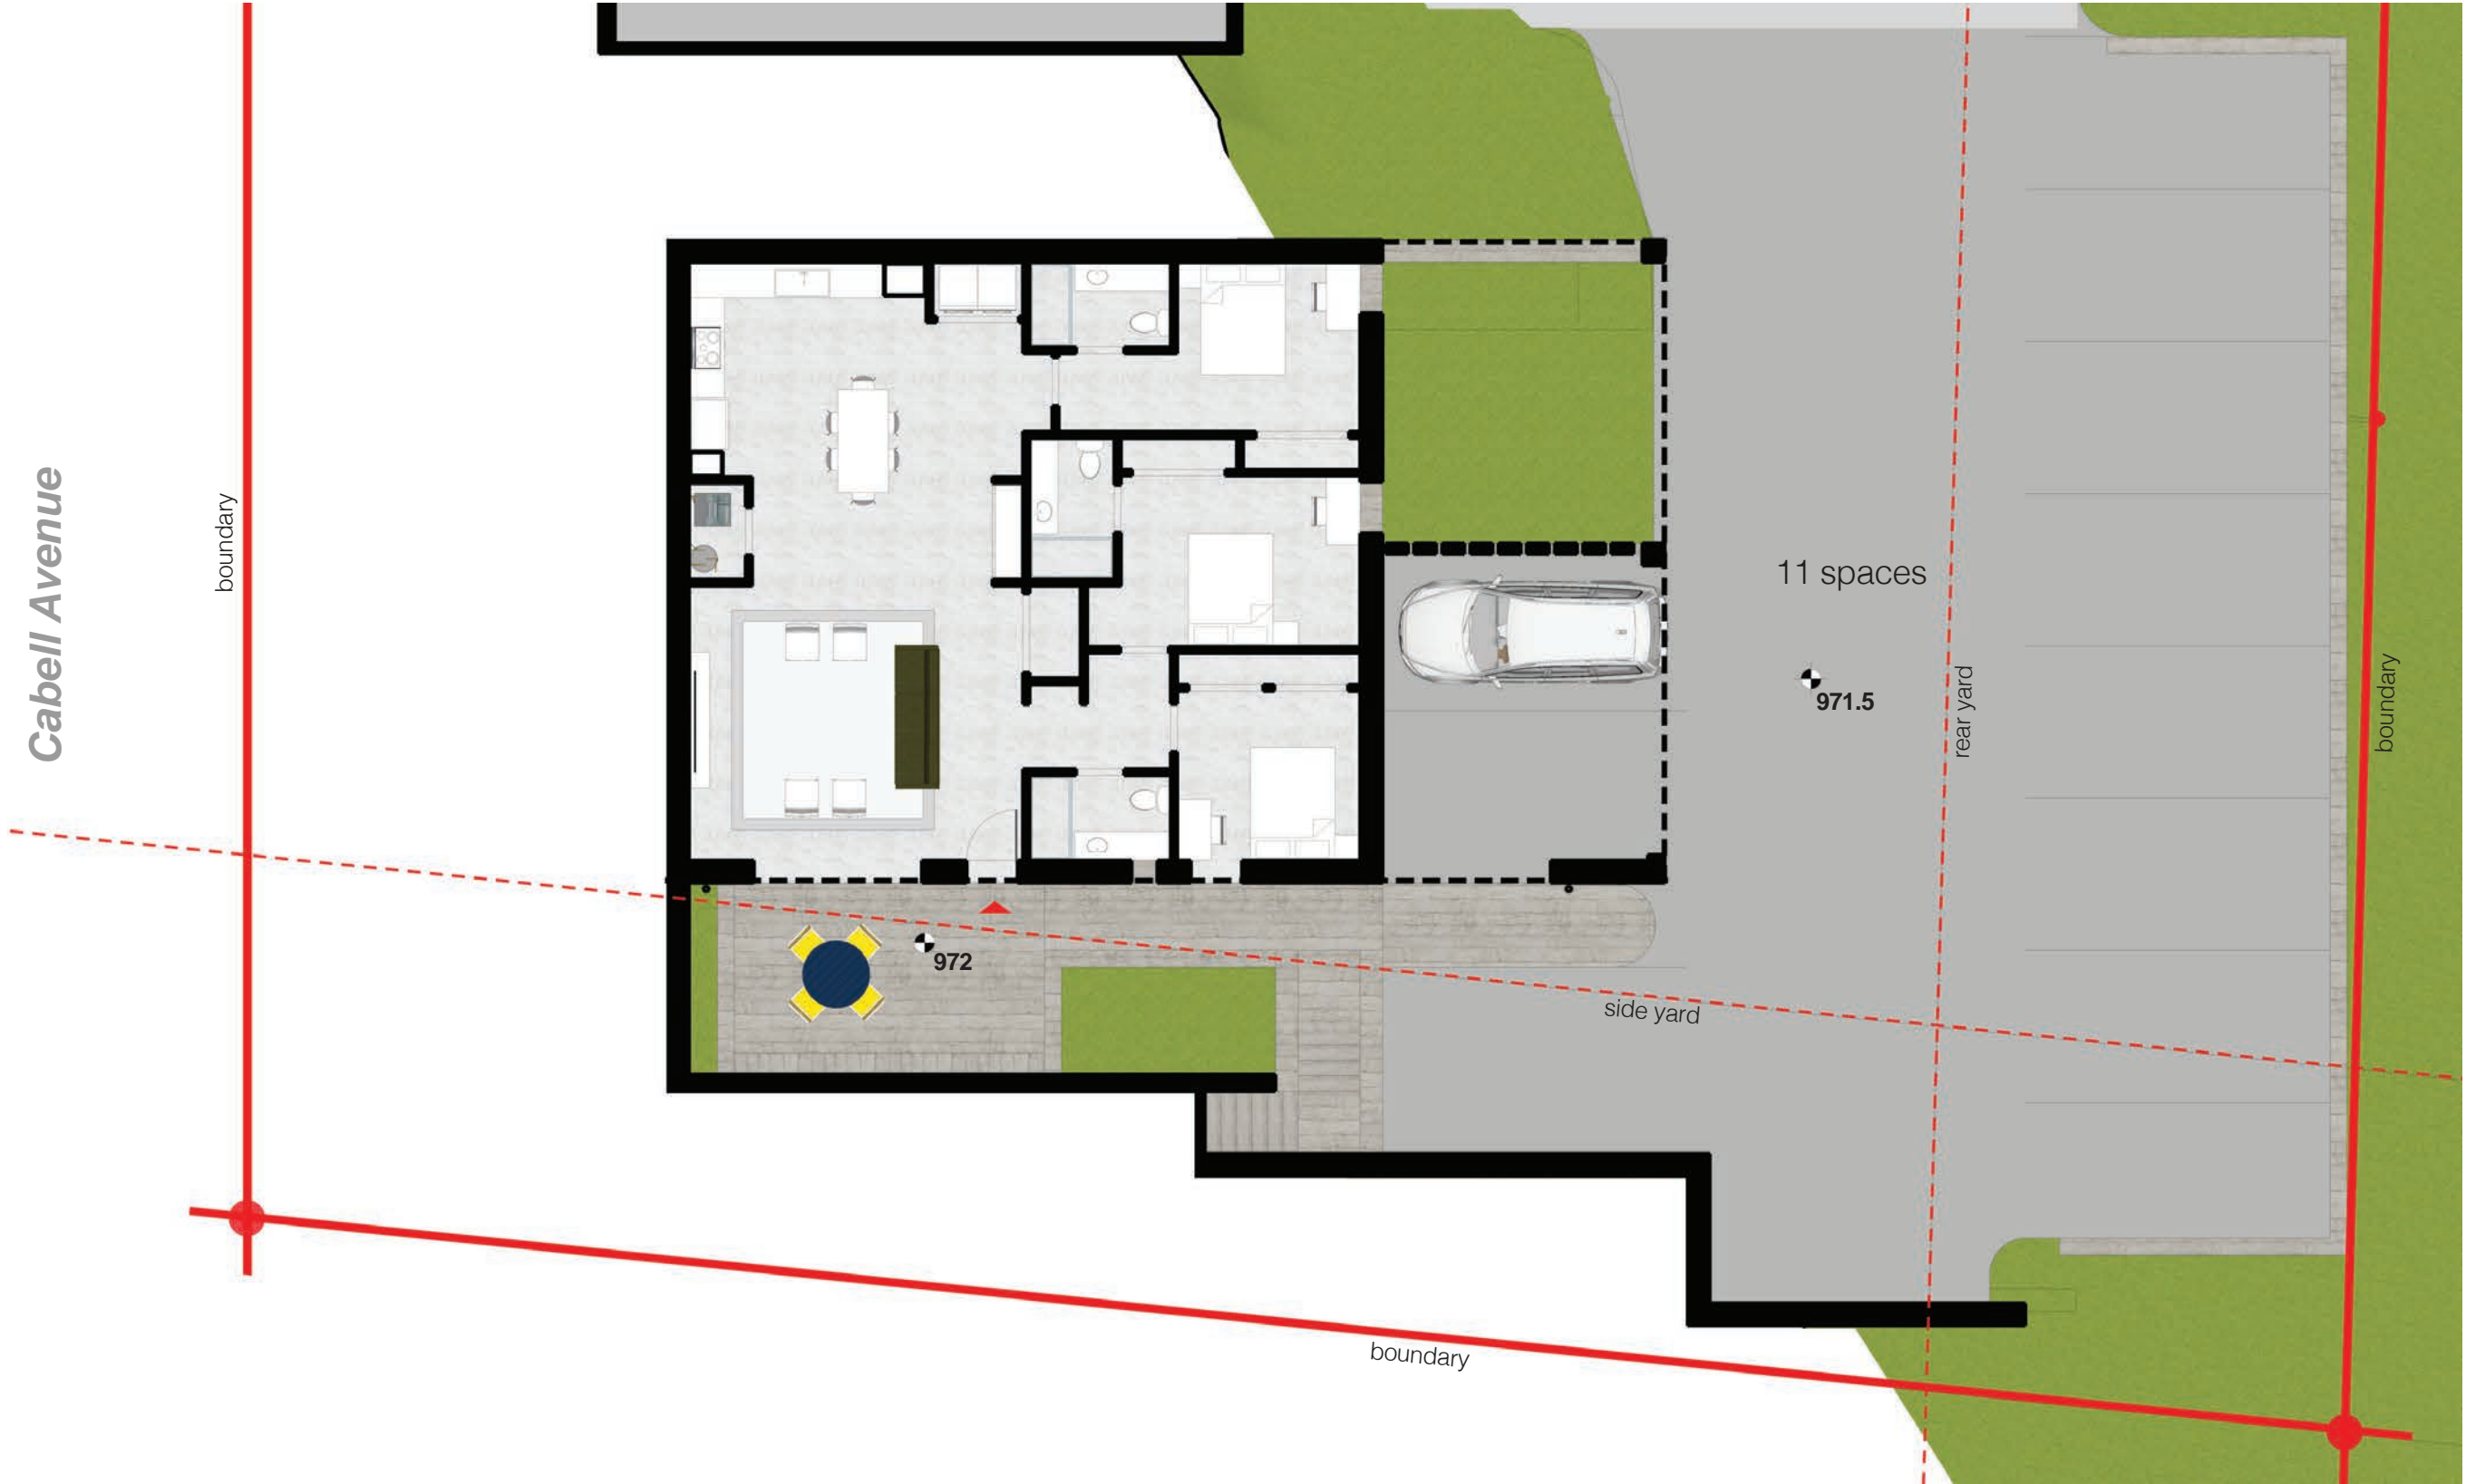 Cabell Avenue
boundary
11 spaces
971.5
rear yard
boundary
972
side yard
boundary